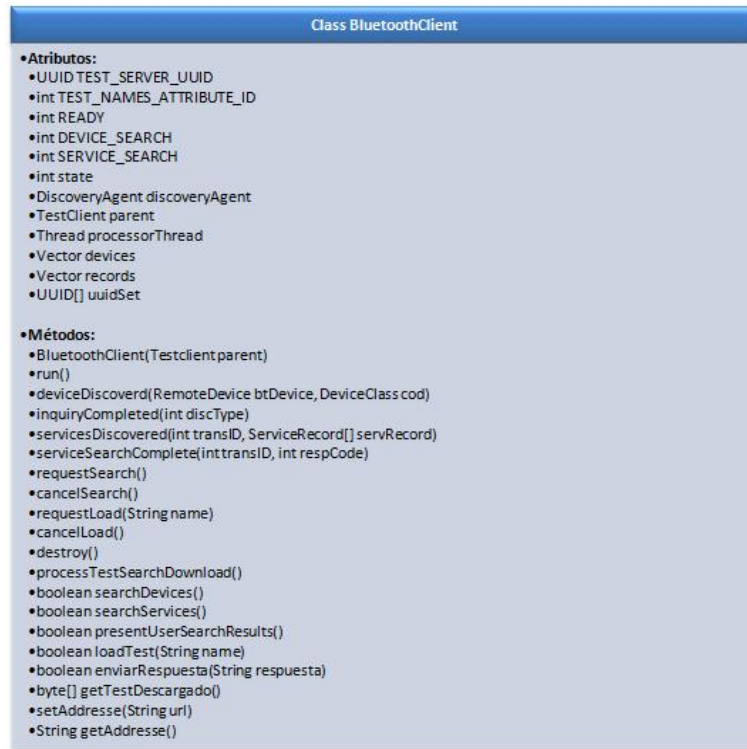 Class BluetoothClient
•Atributos:
•UUID TEST_SERVER_UUID
•int TEST_NAMES_ATTRIBUTE_ID
•int READY
•int DEVICE_SEARCH
•int SERVICE_SEARCH
•int state
•DiscoveryAgent discoveryAgent
•TestClient parent
•Thread processorThread
•Vector devices
•Vector records
•UUID[] uuidSet
•Métodos:
•BluetoothClient(Testclient parent)
•run()
•deviceDiscoverd(RemoteDevice btDevice, DeviceClass cod)
•inquiryCompleted(int discType)
•servicesDiscovered(int transID, ServiceRecord[] servRecord)
•serviceSearchComplete(int transID, int respCode)
•requestSearch()
•cancelSearch()
•requestLoad(String name)
•cancelLoad()
•destroy()
•processTestSearchDownload()
•boolean searchDevices()
•boolean searchServices()
•boolean presentUserSearchResults()
•boolean loadTest(String name)
•boolean enviarRespuesta(String respuesta)
•byte[] getTestDescargado()
•setAddresse(String url)
•String getAddresse()